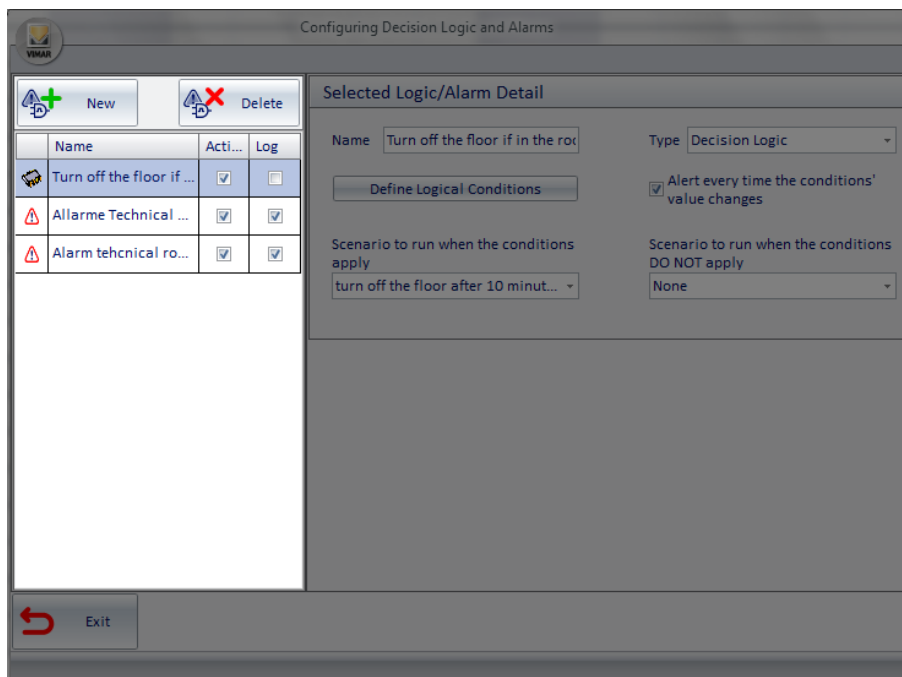 Configuring Decision Logic and Alarms
VIMAR
New
Delete
Selected Logic/Alarm Detail
Name
Acti...
Log
Turn off the floor if ...
Allarme Technical ...
Alarm tehcnical ro...
Name
Turn off the floor if in the roo
Type
Decision Logic
Define Logical Conditions
Alert every time the conditions'
value changes
Scenario to run when the conditions
apply
turn off the floor after 10 minut...
Scenario to run when the conditions
DO NOT apply
None
Exit